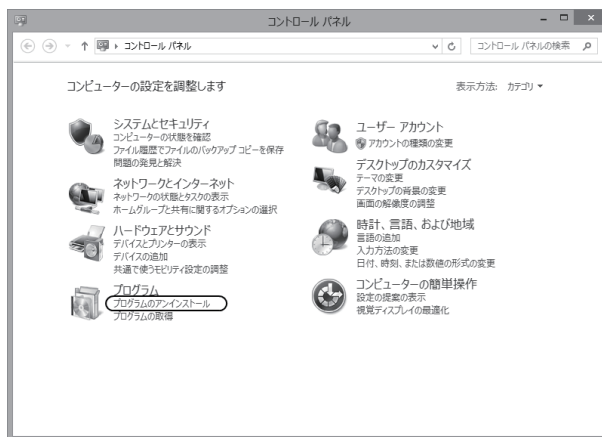 コントロール パネル
コントロール パネル
コントロール パネルの検索
コンピューターの設定を調整します
表示方法: カテゴリ
システムとセキュリティ
コンピューターの状態を確認
ファイル履歴でファイルのバックアップ コピーを保存
問題の発見と解決
ネットワークとインターネット
ネットワークの状態とタスクの表示
ホームグループと共有に関するオプションの選択
ハードウェアとサウンド
デバイスとプリンターの表示
デバイスの追加
共通で使うモビリティ設定の調整
プログラム
プログラムのアンインストール
プログラムの取得
ユーザー アカウント
アカウントの種類の変更
デスクトップのカスタマイズ
テーマの変更
デスクトップの背景の変更
画面の解像度の調整
時計、言語、および地域
言語の追加
入力方法の変更
日付、時刻、または数値の形式の変更
コンピューターの簡単操作
設定の提案の表示
視覚ディスプレイの最適化